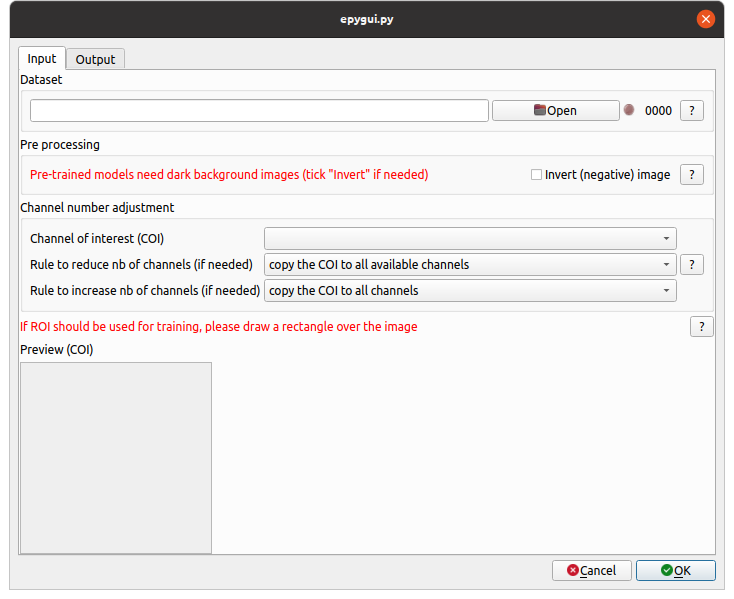 epygui.py
Input Output
Dataset
Open 0000 ?
Pre processing
Pre-trained models need dark background images (tick "Invert" if needed) Invert (negative) image ?
Channel number adjustment
Channel of interest (COI)
Rule to reduce nb of channels (if needed) copy the COI to all available channels ?
Rule to increase nb of channels (if needed) copy the COI to all channels
If ROI should be used for training, please draw a rectangle over the image ?
Preview (COI)
Cancel OK